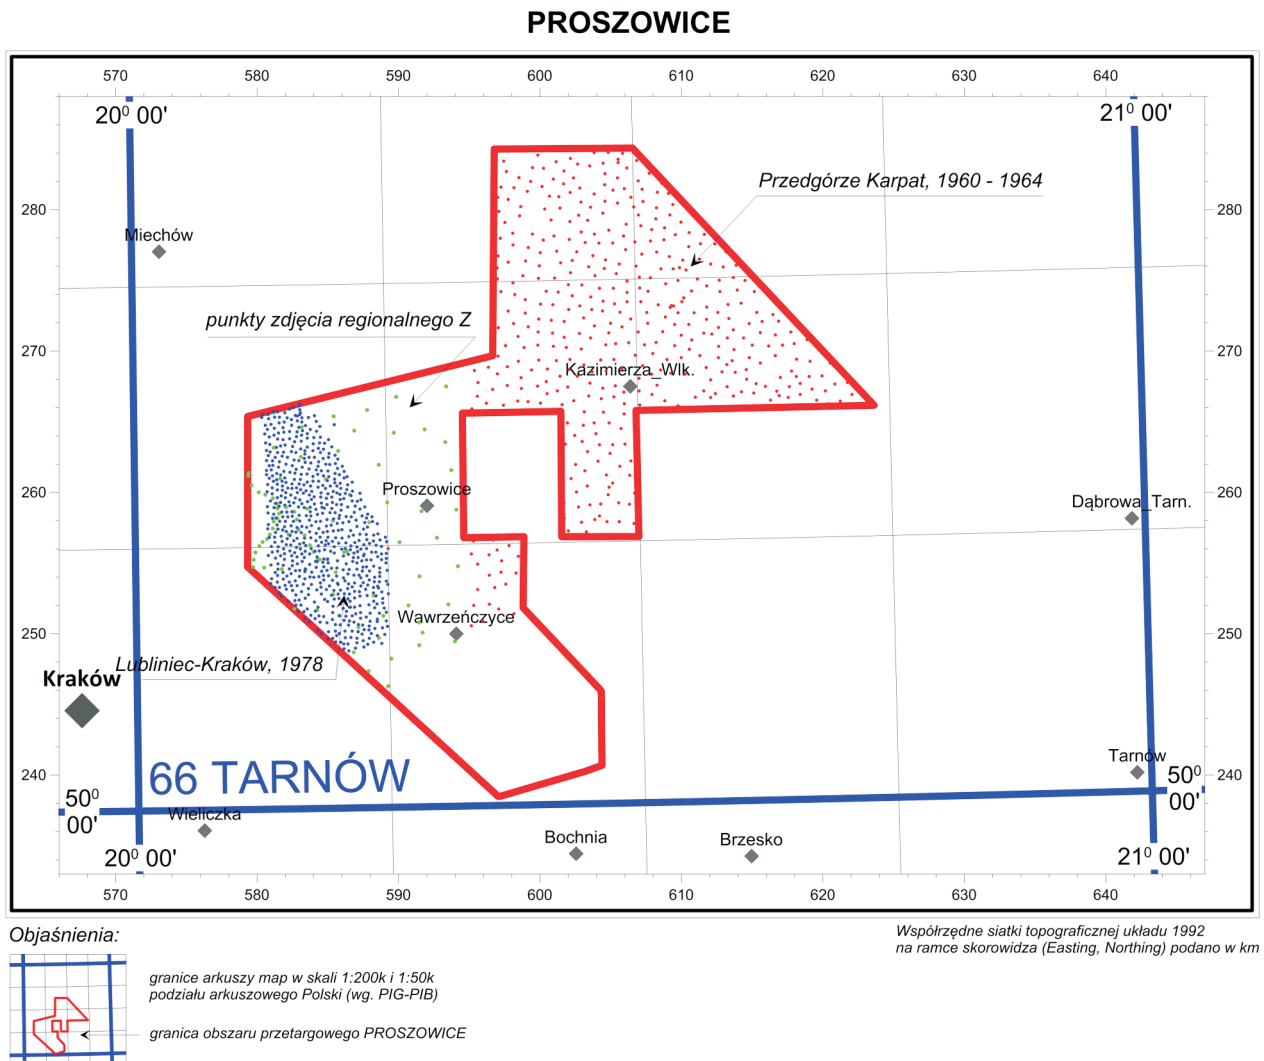 PROSZOWICE
570 580 590 600 610 620 630 640
20⁰ 00' 21⁰ 00'
Przedgórze Karpat, 1960 - 1964
280 280
Miechów
punkty zdjęcia regionalnego Z
270 270
Kazimierza_Wlk.
Proszowice
260 260
Dąbrowa_Tarn.
Wawrzeńczyce
250 250
Lubliniec-Kraków, 1978
Kraków
Tarnów
240 66 TARNÓW 240
50⁰ 50⁰
00' 00'
Wieliczka
Bochnia Brzesko
20⁰ 00' 21⁰ 00'
570 580 590 600 610 620 630 640
Objaśnienia:
Współrzędne siatki topograficznej układu 1992
na ramce skorowidza (Easting, Northing) podano w km
granice arkuszy map w skali 1:200k i 1:50k
podziału arkuszowego Polski (wg. PIG-PIB)
granica obszaru przetargowego PROSZOWICE